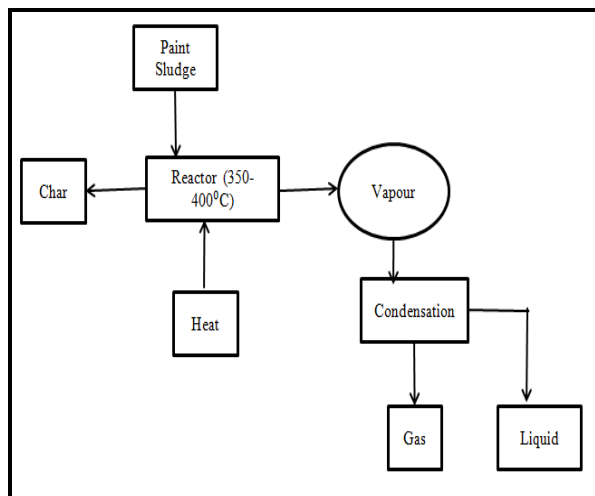 Paint
Sludge
Char
Reactor (350-
400⁰C)
Vapour
Heat
Condensation
Gas
Liquid